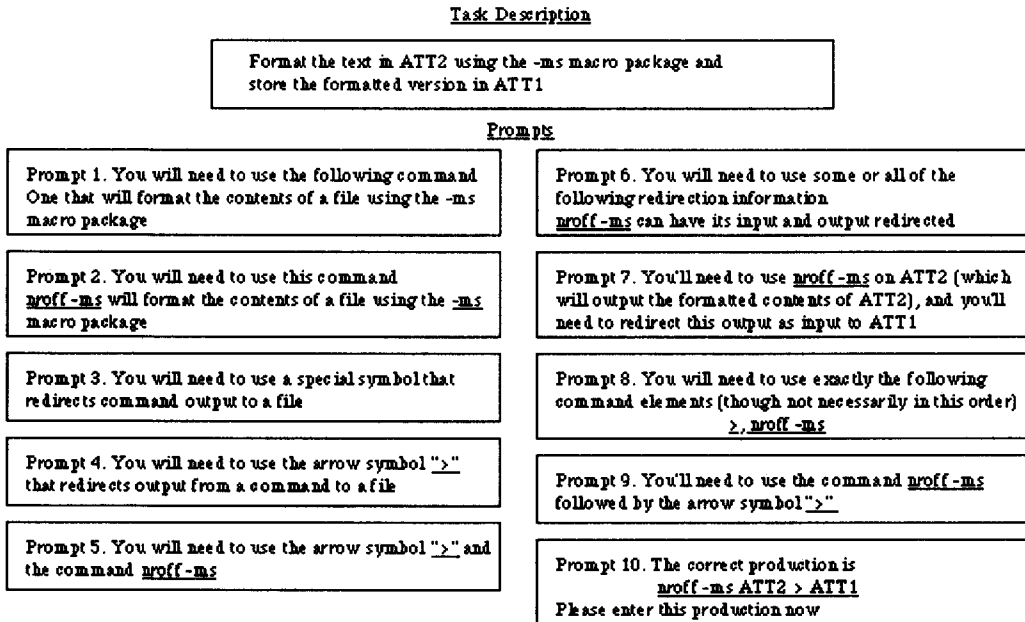 Task Description
Format the text in ATT2 using the -ms macro package and
store the formatted version in ATT1
Prompts
Prompt 1. You will need to use the following command
One that will format the contents of a file using the -ms
macro package
Prompt 2. You will need to use this command
nroff -ms will format the contents of a file using the -ms
macro package
Prompt 3. You will need to use a special symbol that
redirects command output to a file
Prompt 4. You will need to use the arrow symbol ">"
that redirects output from a command to a file
Prompt 5. You will need to use the arrow symbol ">" and
the command nroff -ms
Prompt 6. You will need to use some or all of the
following redirection information
nroff -ms can have its input and output redirected
Prompt 7. You'll need to use nroff -ms on ATT2 (which
will output the formatted contents of ATT2), and you'll
need to redirect this output as input to ATT1
Prompt 8. You will need to use exactly the following
command elements (though not necessarily in this order)
>, nroff -ms
Prompt 9. You'll need to use the command nroff -ms
followed by the arrow symbol ">"
Prompt 10. The correct production is
nroff -ms ATT2 > ATT1
Please enter this production now